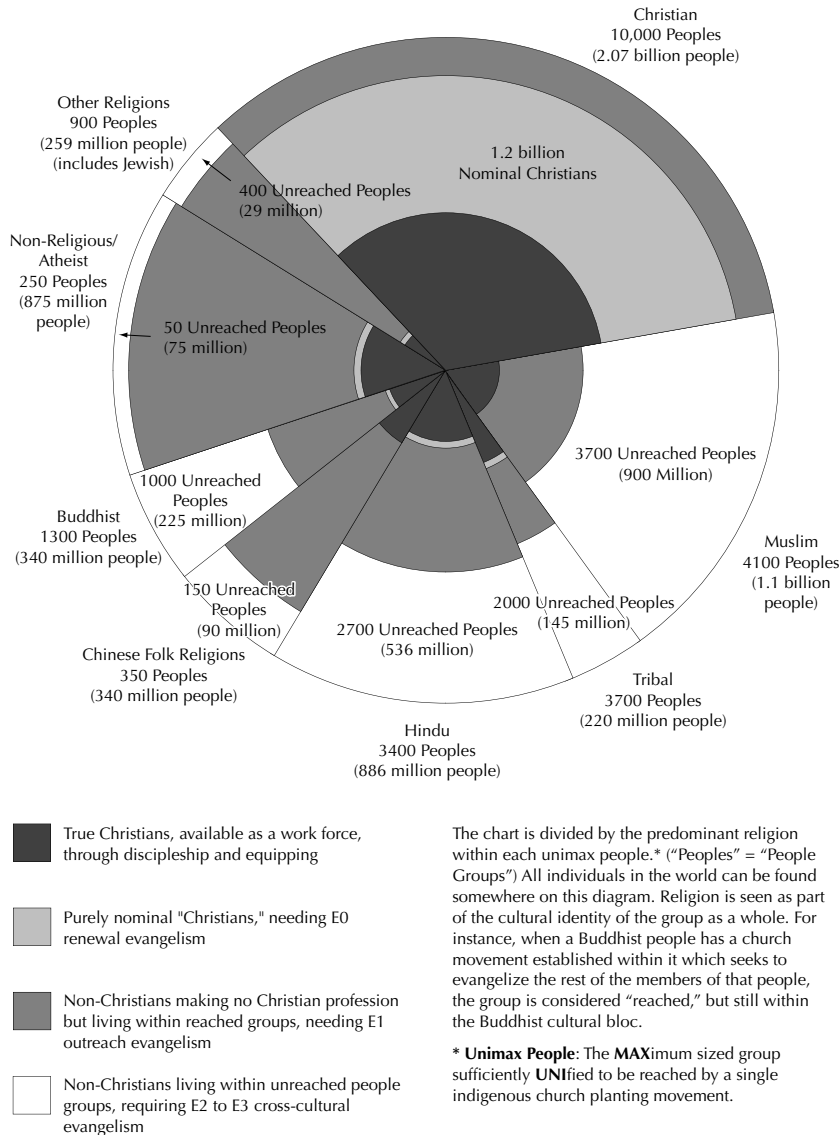 Christian
10,000 Peoples
(2.07 billion people)
Other Religions
900 Peoples
(259 million people)
(includes Jewish)
1.2 billion
Nominal Christians
400 Unreached Peoples
(29 million)
Non-Religious/
Atheist
250 Peoples
(875 million
people)
50 Unreached Peoples
(75 million)
3700 Unreached Peoples
(900 Million)
1000 Unreached
Peoples
(225 million)
Buddhist
1300 Peoples
(340 million people)
Muslim
4100 Peoples
(1.1 billion
people)
150 Unreached
Peoples
(90 million)
2000 Unreached Peoples
(145 million)
2700 Unreached Peoples
(536 million)
Chinese Folk Religions
350 Peoples
(340 million people)
Tribal
3700 Peoples
(220 million people)
Hindu
3400 Peoples
(886 million people)
True Christians, available as a work force,
through discipleship and equipping
Purely nominal "Christians," needing E0
renewal evangelism
Non-Christians making no Christian profession
but living within reached groups, needing E1
outreach evangelism
Non-Christians living within unreached people
groups, requiring E2 to E3 cross-cultural
evangelism
The chart is divided by the predominant religion
within each unimax people.* (“Peoples” = “People
Groups”) All individuals in the world can be found
somewhere on this diagram. Religion is seen as part
of the cultural identity of the group as a whole. For
instance, when a Buddhist people has a church
movement established within it which seeks to
evangelize the rest of the members of that people,
the group is considered “reached,” but still within
the Buddhist cultural bloc.
* Unimax People: The MAXimum sized group
sufficiently UNIfied to be reached by a single
indigenous church planting movement.